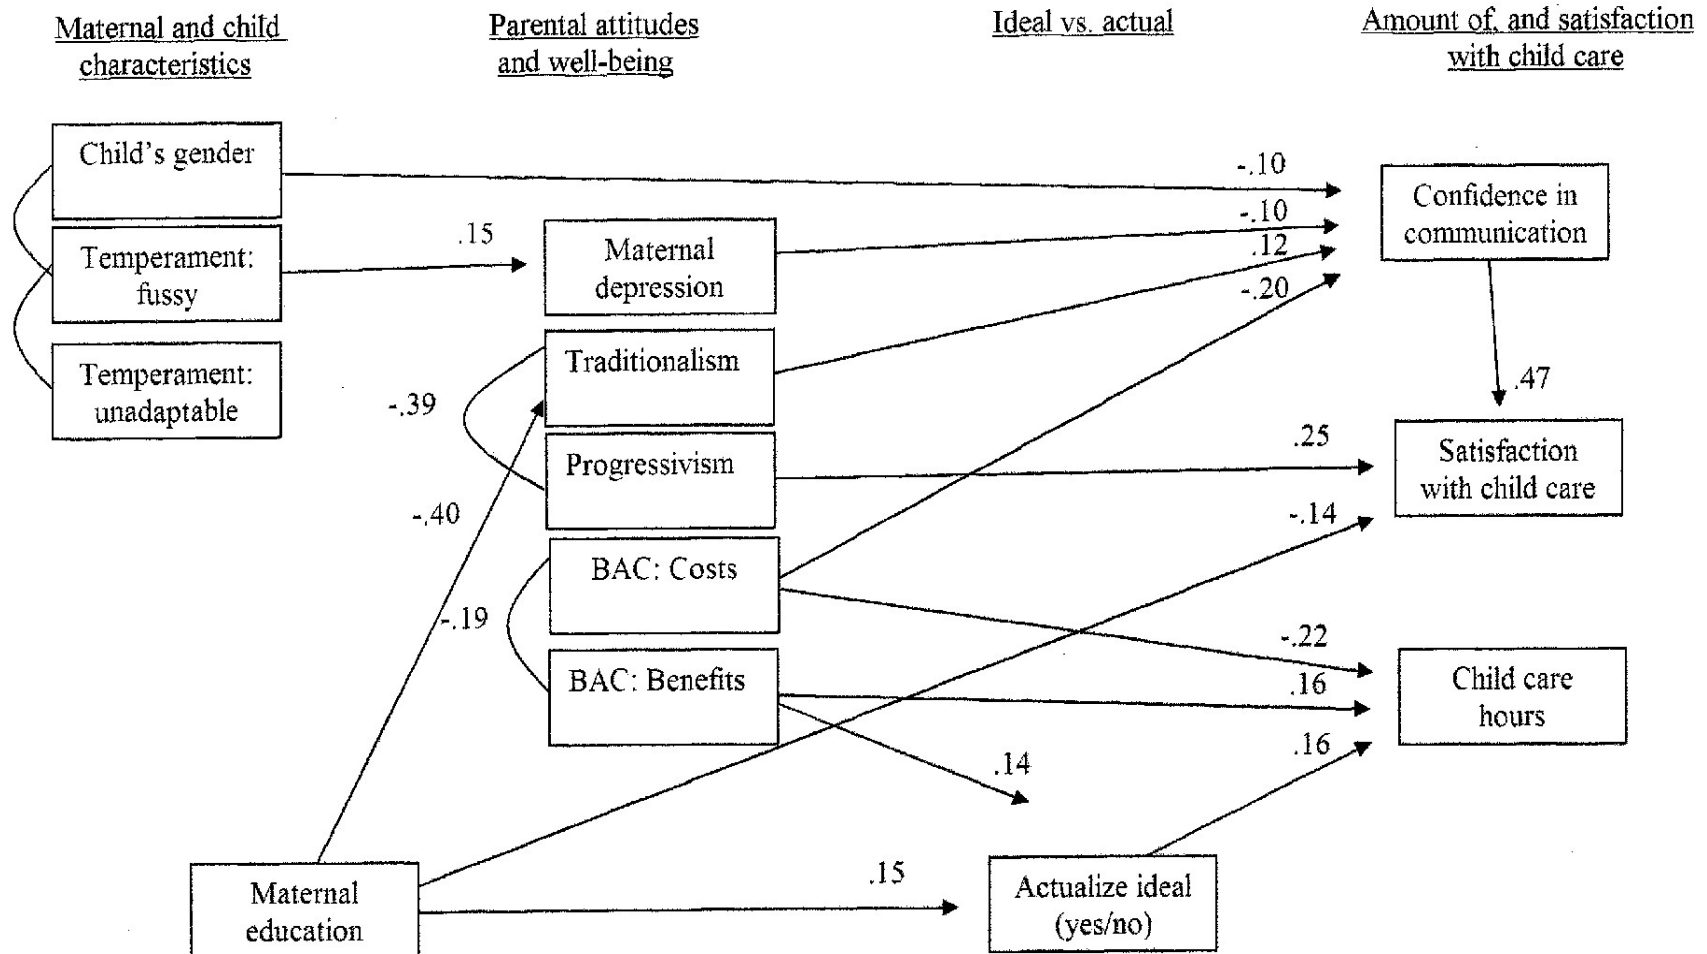 Maternal and child
characteristics
Parental attitudes
and well-being
Ideal vs. actual
Amount of, and satisfaction
with child care
Child's gender
Temperament:
fussy
Temperament:
unadaptable
.15
Maternal
depression
Traditionalism
Progressivism
BAC: Costs
BAC: Benefits
-.39
-.40
-.19
-.10
-.10
.12
-.20
Confidence in
communication
.47
.25
Satisfaction
with child care
-.14
-.22
.16
.16
Child care
hours
.14
Maternal
education
.15
Actualize ideal
(yes/no)